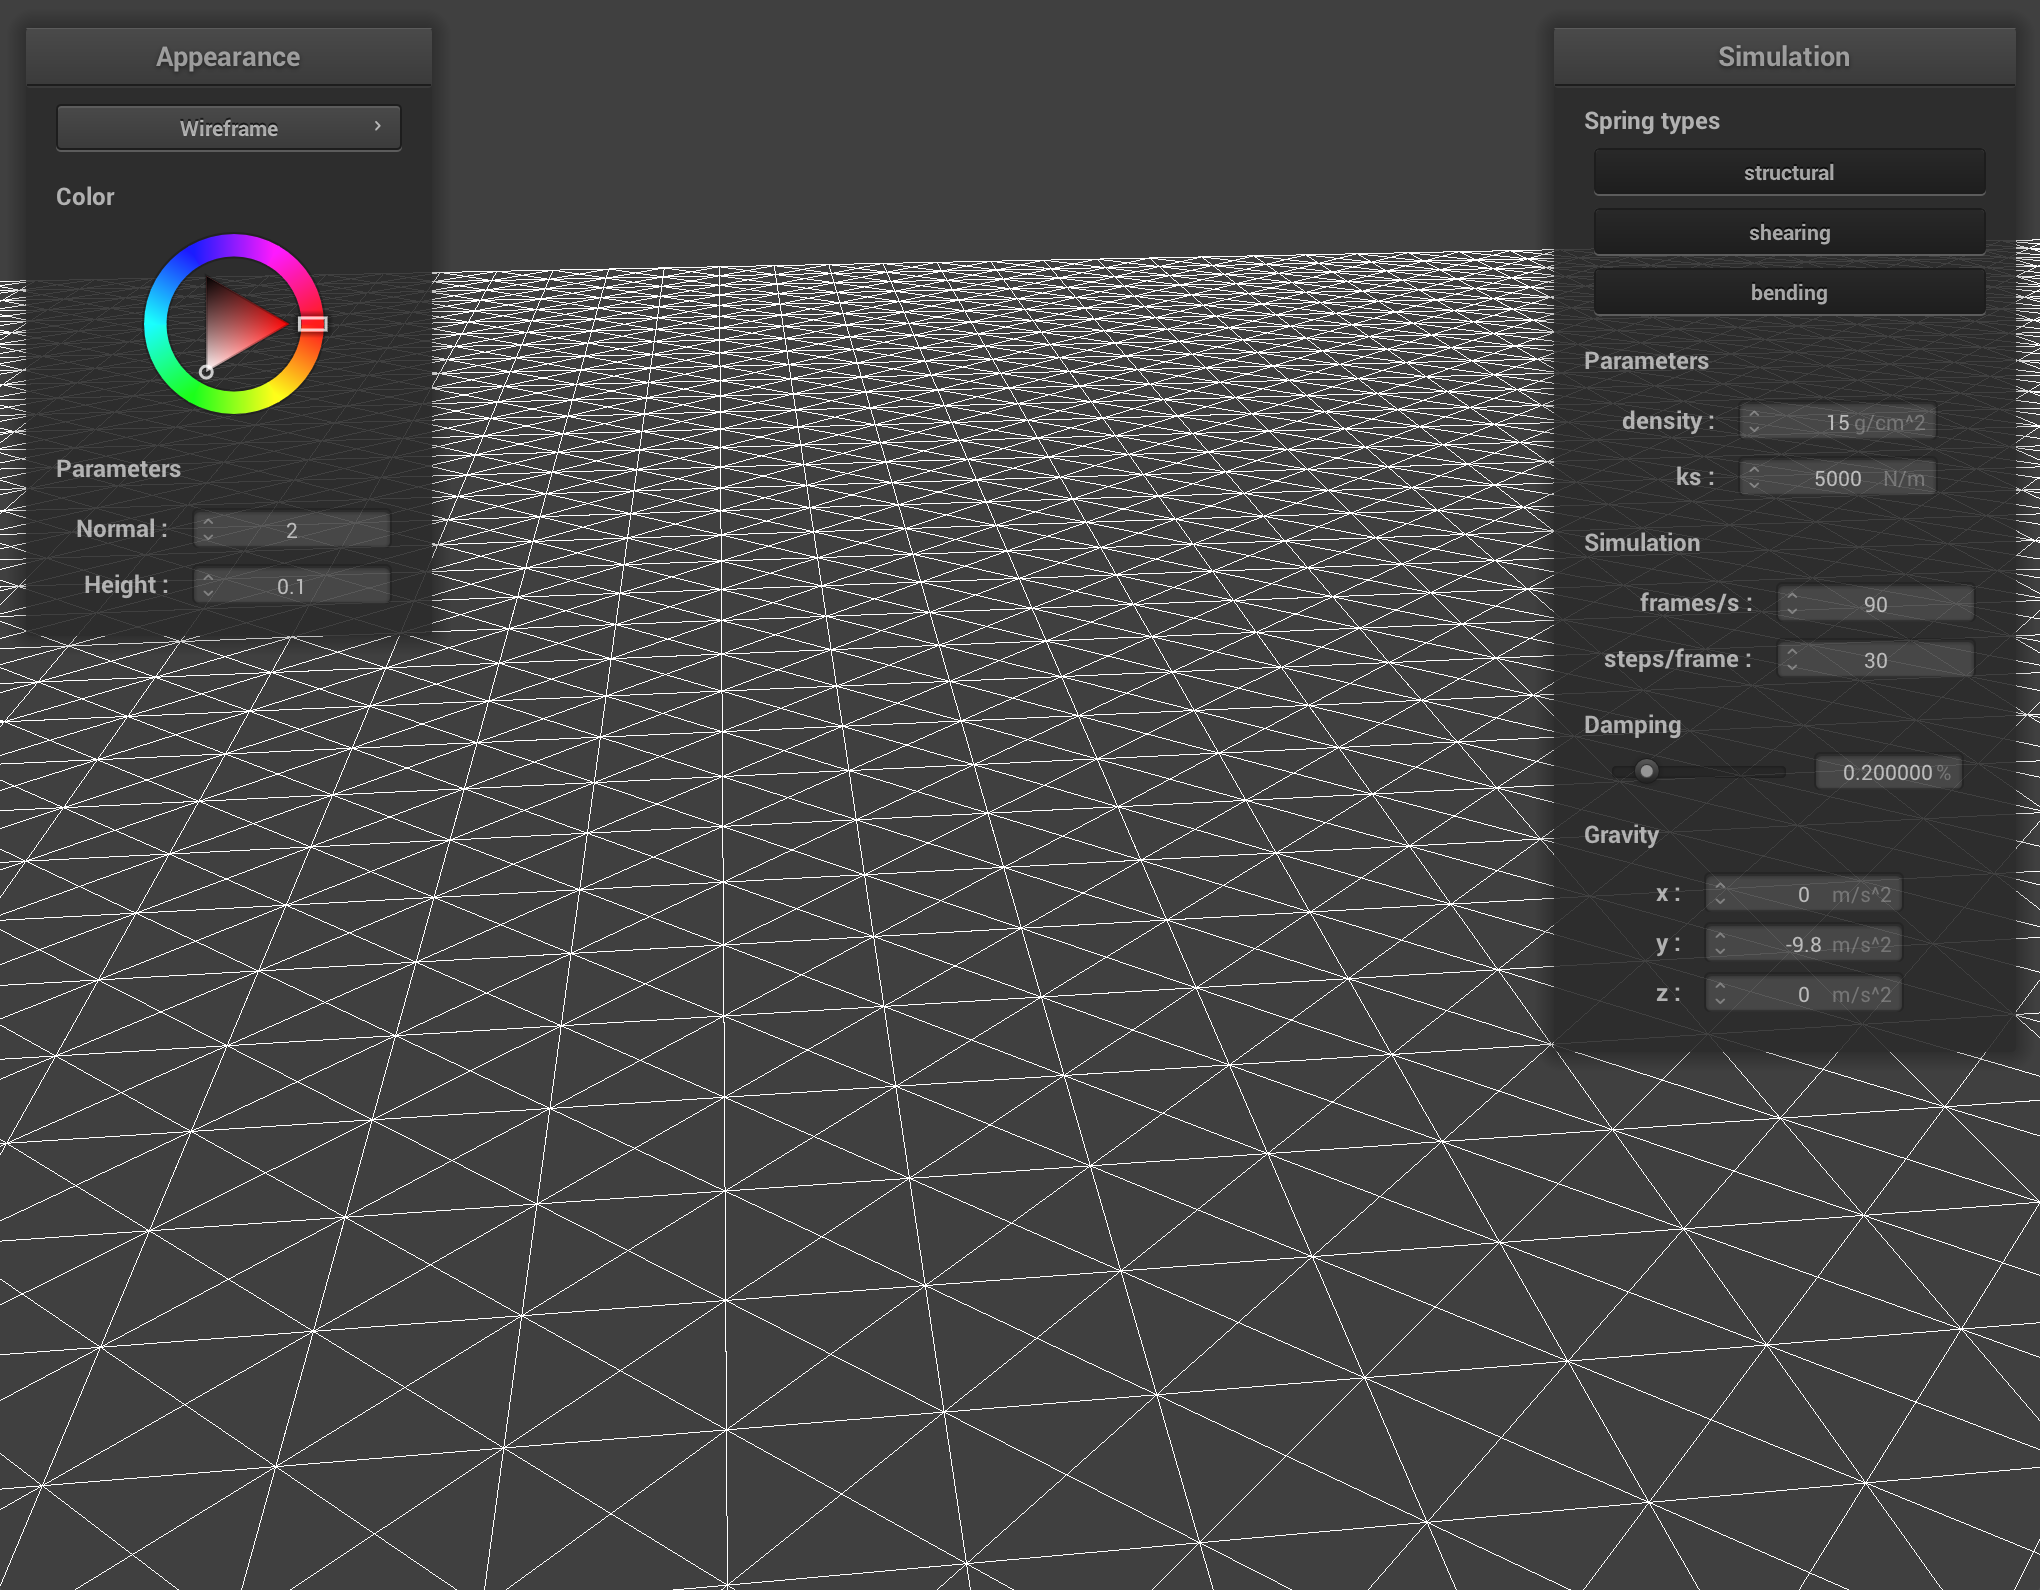 Appearance
Wireframe
Color
Parameters
Normal : 2
Height : 0.1
Simulation
Spring types
structural
shearing
bending
Parameters
density : 15 g/cm^2
ks : 5000 N/m
Simulation
frames/s : 90
steps/frame : 30
Damping
0.200000 %
Gravity
x : 0 m/s^2
y : -9.8 m/s^2
z : 0 m/s^2